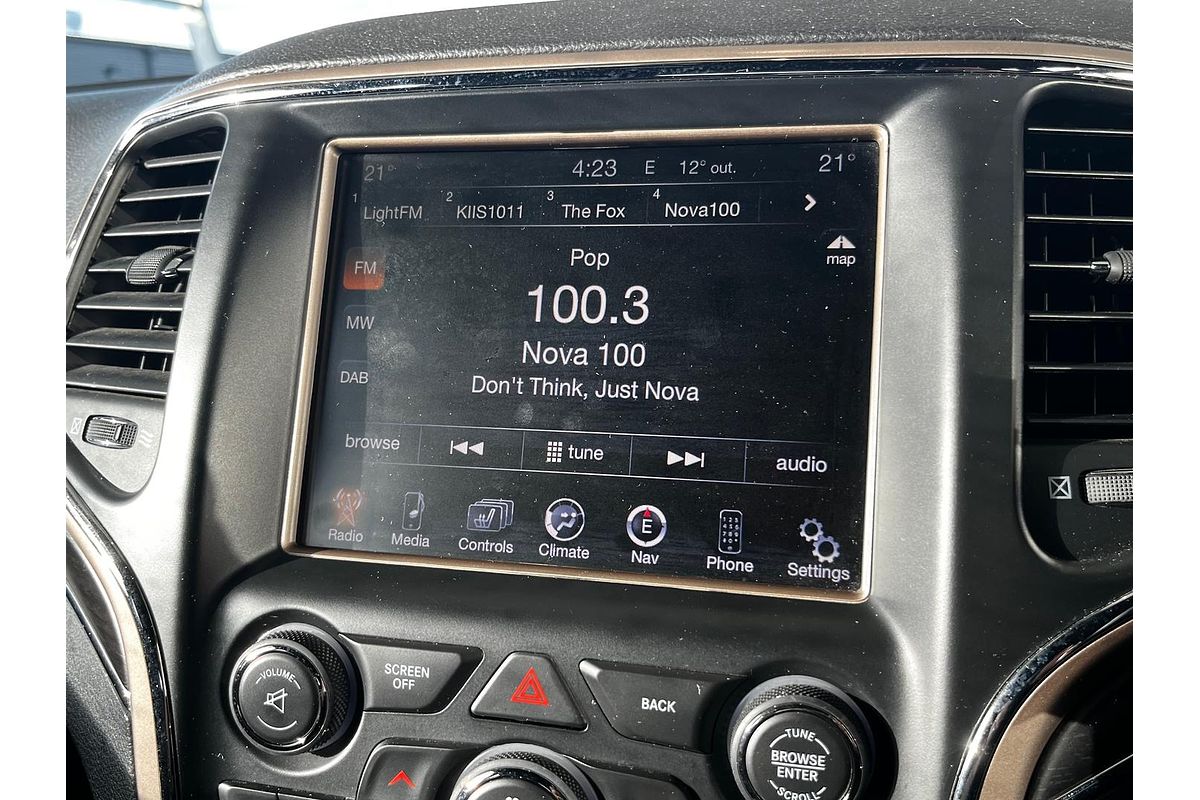 21° 4:23 E 12° out. 21°
1 LightFM 2 KIIS1011 3 The Fox 4 Nova100
map
Pop
FM
100.3
MW
Nova 100
DAB
Don't Think, Just Nova
browse tune audio
Radio Media Controls Climate E Nav Phone Settings
VOLUME
SCREEN OFF
BACK
TUNE
BROWSE
ENTER
SCROLL